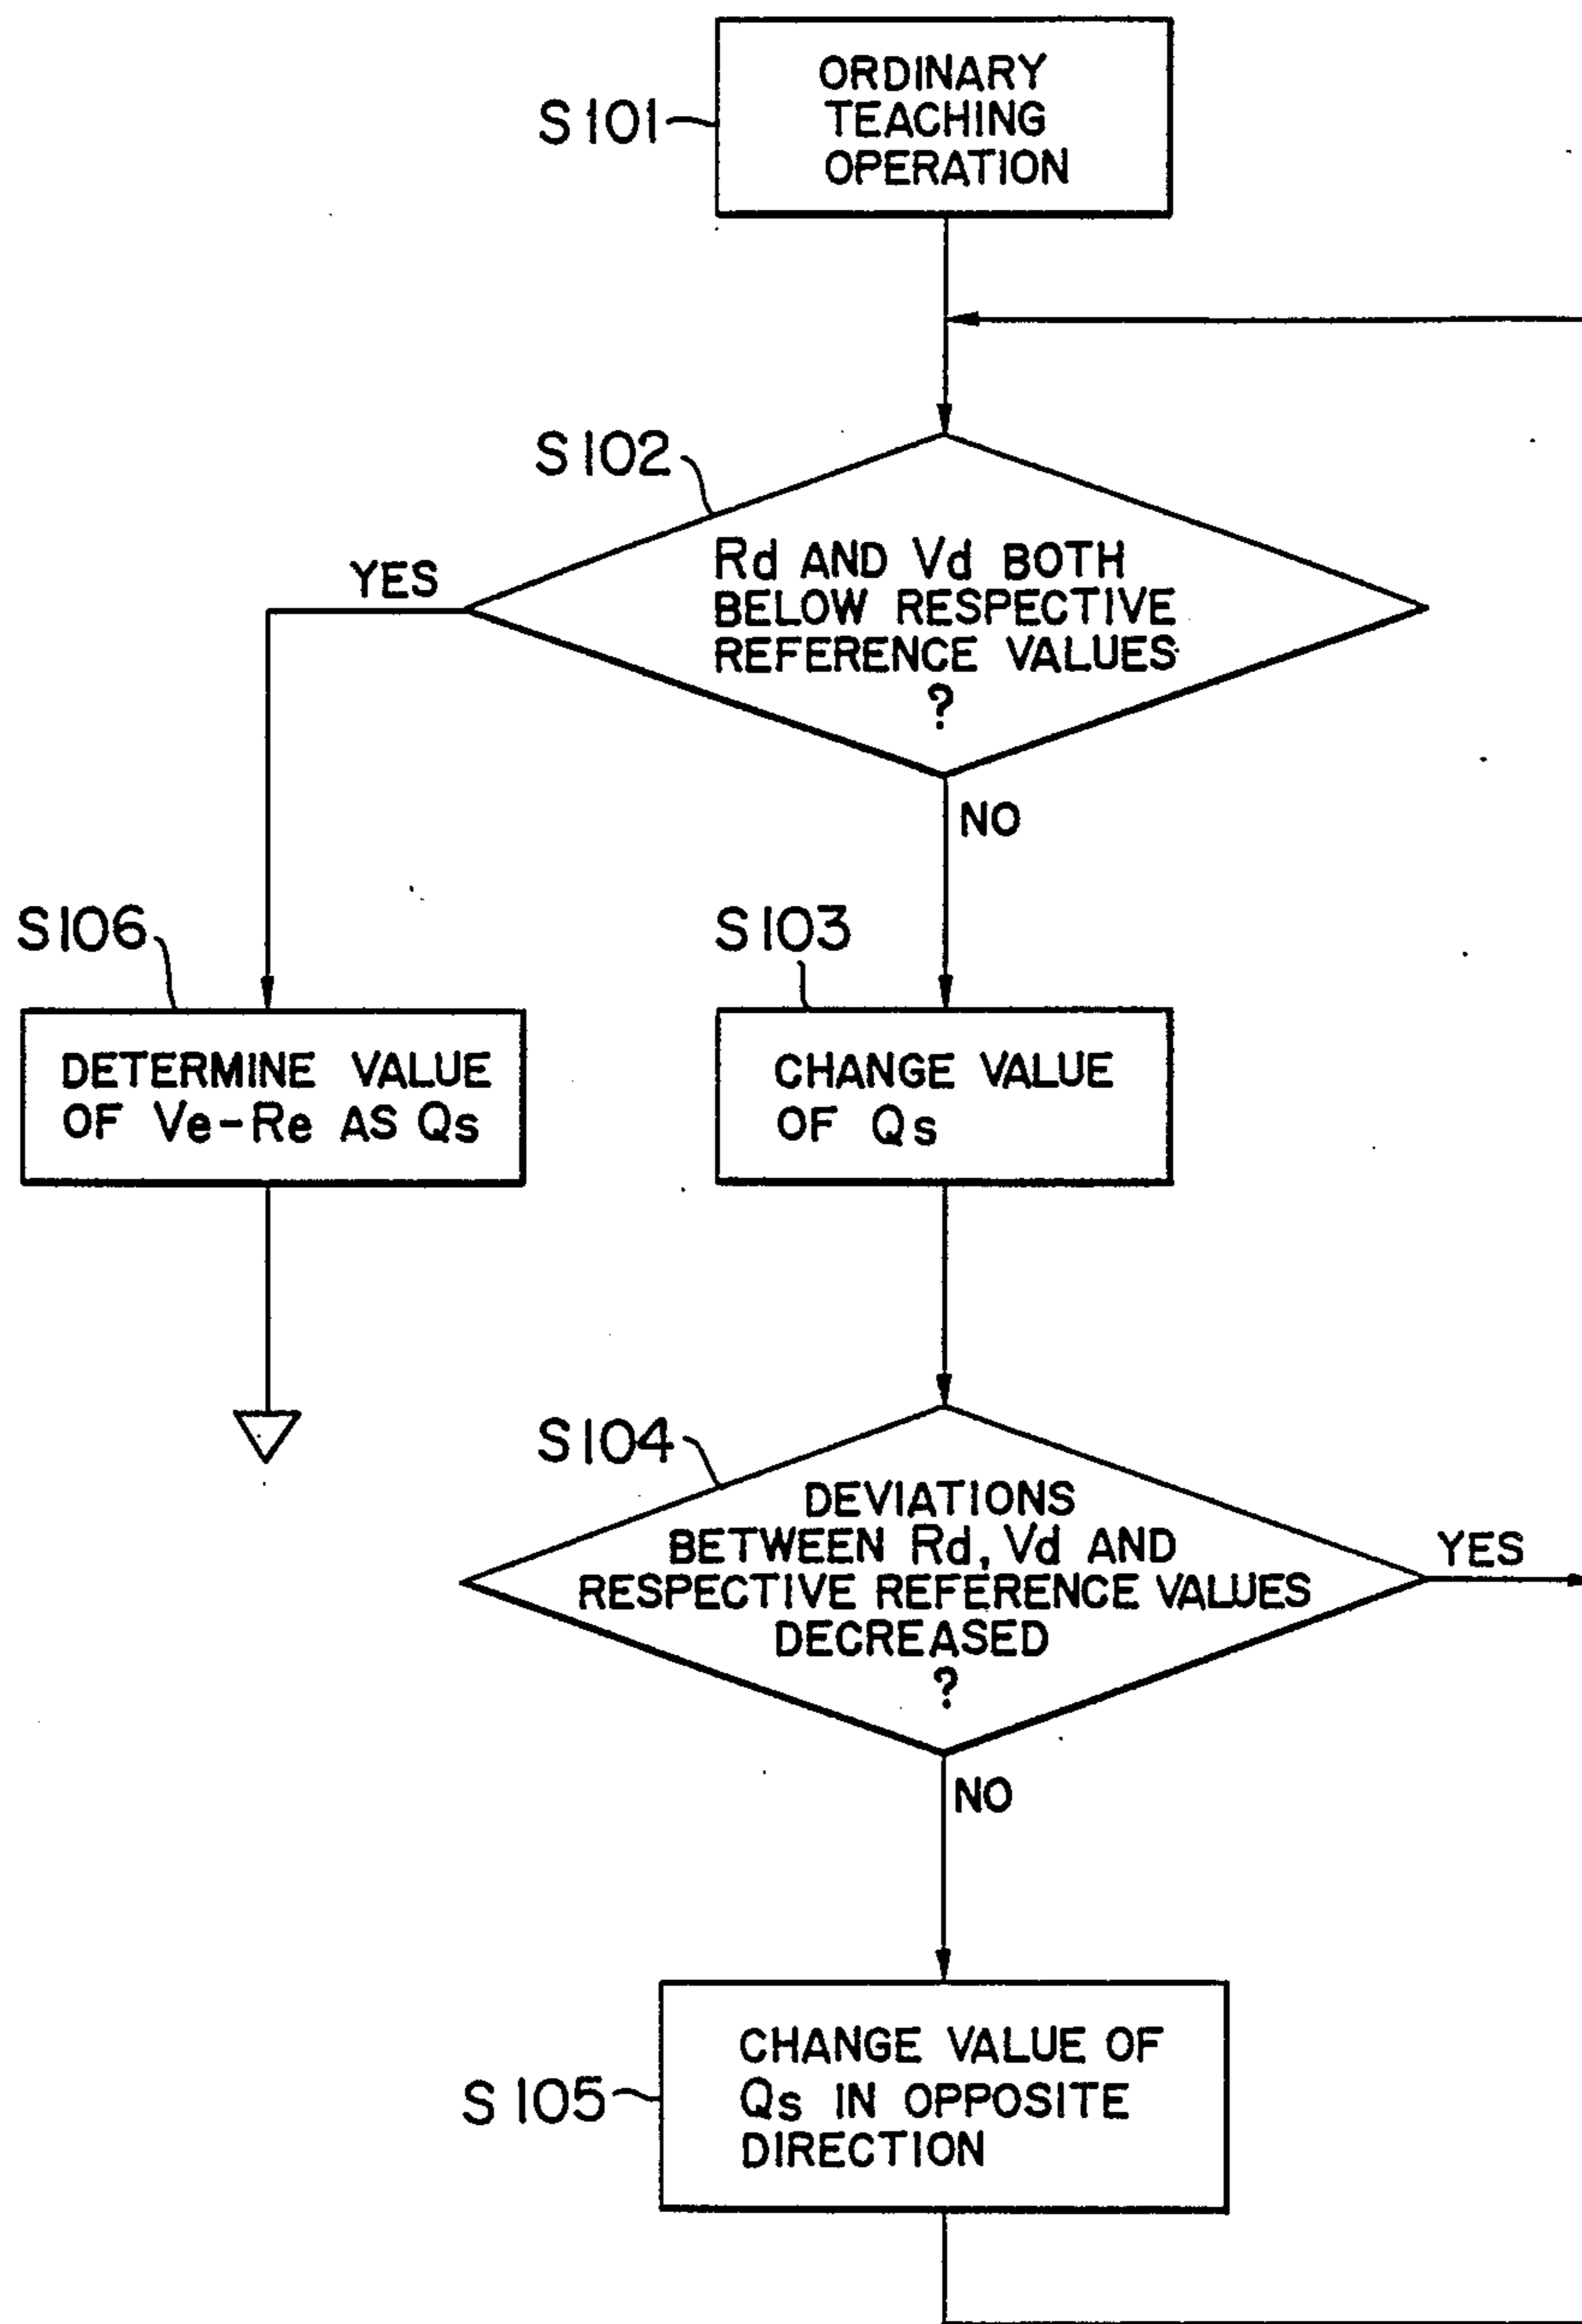 S101
ORDINARY
TEACHING
OPERATION
S102
Rd AND Vd BOTH
BELOW RESPECTIVE
REFERENCE VALUES
?
YES
NO
S106
DETERMINE VALUE
OF Ve-Re AS Qs
S103
CHANGE VALUE
OF Qs
S104
DEVIATIONS
BETWEEN Rd, Vd AND
RESPECTIVE REFERENCE VALUES
DECREASED
?
YES
NO
S105
CHANGE VALUE OF
Qs IN OPPOSITE
DIRECTION